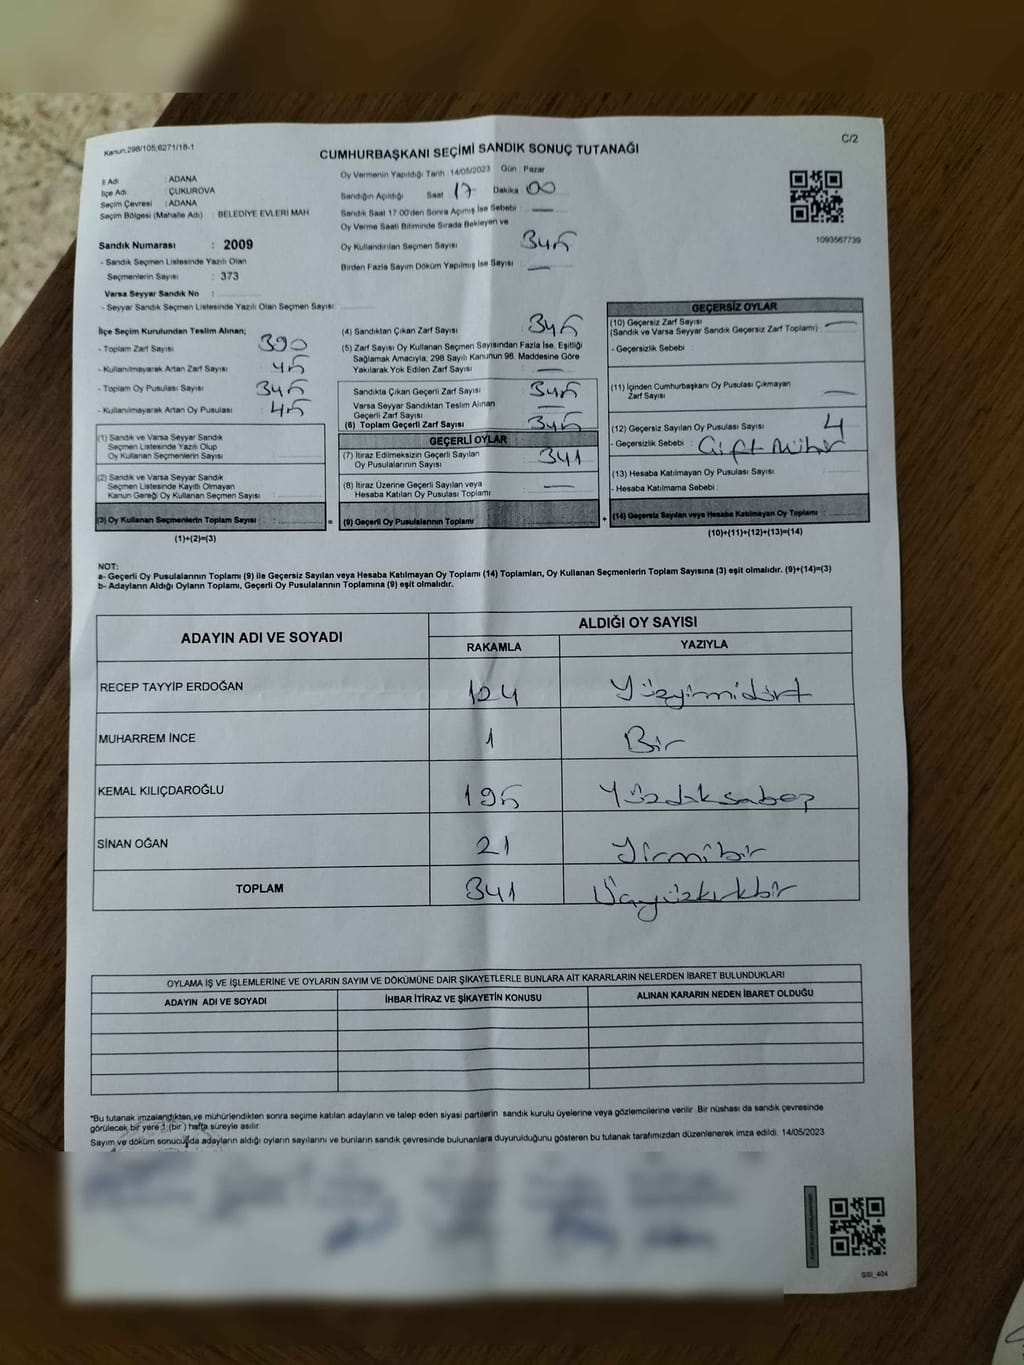 Kanun:298/105;6271/18-1
C/2
CUMHURBAŞKANI SEÇİMİ SANDIK SONUÇ TUTANAĞI
İl Adı : ADANA
İlçe Adı : ÇUKUROVA
Seçim Çevresi : ADANA
Seçim Bölgesi (Mahalle Adı) : BELEDİYE EVLERİ MAH.
Oy Vermenin Yapıldığı Tarih : 14/05/2023 Gün : Pazar
Sandığın Açıldığı Saat 17 Dakika : 00
Sandık Saat 17:00'den Sonra Açılmış İse Sebebi : —
Oy Verme Saati Bitiminde Sırada Bekleyen ve
Oy Kullandırılan Seçmen Sayısı 345
Birden Fazla Sayım Döküm Yapılmış İse Sayısı : —
1093567739
Sandık Numarası : 2009
- Sandık Seçmen Listesinde Yazılı Olan
Seçmenlerin Sayısı : 373
Varsa Seyyar Sandık No :
- Seyyar Sandık Seçmen Listesinde Yazılı Olan Seçmen Sayısı:
İlçe Seçim Kurulundan Teslim Alınan;
- Toplam Zarf Sayısı : 390
- Kullanılmayarak Artan Zarf Sayısı : 45
- Toplam Oy Pusulası Sayısı : 345
- Kullanılmayarak Artan Oy Pusulası : 45
(1) Sandık ve Varsa Seyyar Sandık
Seçmen Listesinde Yazılı Olup
Oy Kullanan Seçmenlerin Sayısı
(2) Sandık ve Varsa Seyyar Sandık
Seçmen Listesinde Kayıtlı Olmayan
Kanun Gereği Oy Kullanan Seçmen Sayısı
(3) Oy Kullanan Seçmenlerin Toplam Sayısı :
(1)+(2)=(3)
(4) Sandıktan Çıkan Zarf Sayısı : 345
(5) Zarf Sayısı Oy Kullanan Seçmen Sayısından Fazla İse, Eşitliği
Sağlamak Amacıyla, 298 Sayılı Kanunun 98. Maddesine Göre
Yakılarak Yok Edilen Zarf Sayısı : —
Sandıkta Çıkan Geçerli Zarf Sayısı : 345
Varsa Seyyar Sandıktan Teslim Alınan
Geçerli Zarf Sayısı : —
(6) Toplam Geçerli Zarf Sayısı : 345
GEÇERLİ OYLAR
(7) İtiraz Edilmeksizin Geçerli Sayılan
Oy Pusulalarının Sayısı : 341
(8) İtiraz Üzerine Geçerli Sayılan veya
Hesaba Katılan Oy Pusulası Toplamı : —
= (9) Geçerli Oy Pusulalarının Toplamı :
GEÇERSİZ OYLAR
(10) Geçersiz Zarf Sayısı : —
(Sandık ve Varsa Seyyar Sandık Geçersiz Zarf Toplamı)
- Geçersizlik Sebebi :
(11) İçinden Cumhurbaşkanı Oy Pusulası Çıkmayan
Zarf Sayısı : —
(12) Geçersiz Sayılan Oy Pusulası Sayısı : 4
- Geçersizlik Sebebi : Çift Mühür
(13) Hesaba Katılmayan Oy Pusulası Sayısı :
- Hesaba Katılmama Sebebi :
+ (14) Geçersiz Sayılan veya Hesaba Katılmayan Oy Toplamı :
(10)+(11)+(12)+(13)=(14)
NOT:
a- Geçerli Oy Pusulalarının Toplamı (9) ile Geçersiz Sayılan veya Hesaba Katılmayan Oy Toplamı (14) Toplamları, Oy Kullanan Seçmenlerin Toplam Sayısına (3) eşit olmalıdır. (9)+(14)=(3)
b- Adayların Aldığı Oyların Toplamı, Geçerli Oy Pusulalarının Toplamına (9) eşit olmalıdır.
ADAYIN ADI VE SOYADI ALDIĞI OY SAYISI
RAKAMLA YAZIYLA
RECEP TAYYİP ERDOĞAN 124 Yüzyirmidört
MUHARREM İNCE 1 Bir
KEMAL KILIÇDAROĞLU 195 Yüzdoksabeş
SİNAN OĞAN 21 Yirmibir
TOPLAM 341 Üçyüzkırkbir
OYLAMA İŞ VE İŞLEMLERİNE VE OYLARIN SAYIM VE DÖKÜMÜNE DAİR ŞİKAYETLERLE BUNLARA AİT KARARLARIN NELERDEN İBARET BULUNDUKLARI
ADAYIN ADI VE SOYADI İHBAR İTİRAZ VE ŞİKAYETİN KONUSU ALINAN KARARIN NEDEN İBARET OLDUĞU
*Bu tutanak imzalandıktan ve mühürlendikten sonra seçime katılan adayların ve talep eden siyasi partilerin sandık kurulu üyelerine veya gözlemcilerine verilir. Bir nüshası da sandık çevresinde
görülecek bir yere 1 (bir) hafta süreyle asılır.
Sayım ve döküm sonucunda adayların aldığı oyların sayılarını ve bunların sandık çevresinde bulunanlara duyurulduğunu gösteren bu tutanak tarafımızdan düzenlenerek imza edildi. 14/05/2023